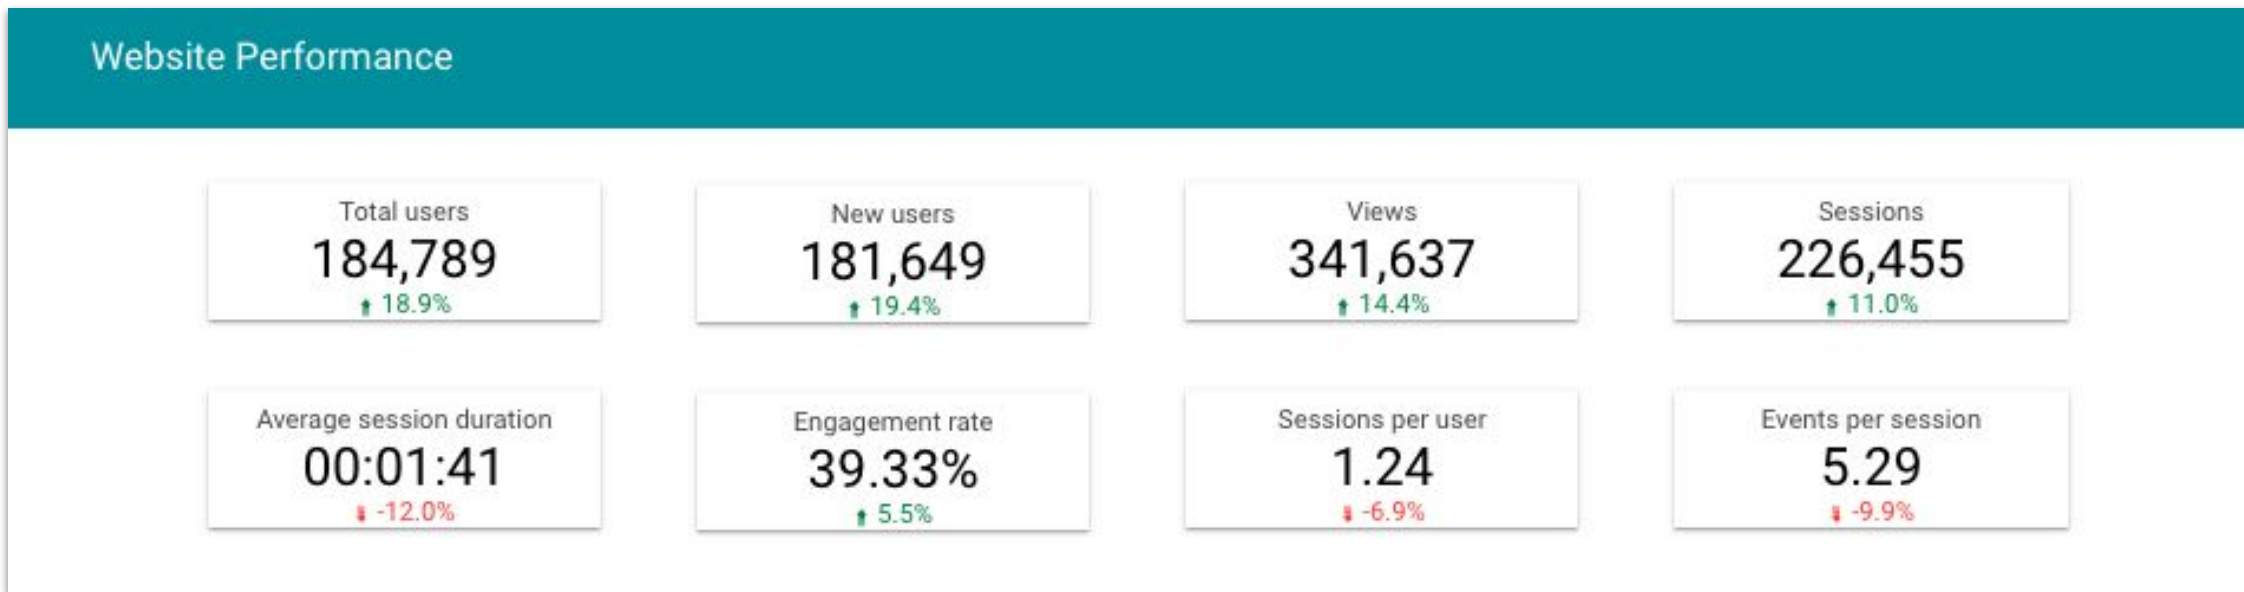 Website Performance
Total users
184,789
18.9%
New users
181,649
19.4%
Views
341,637
14.4%
Sessions
226,455
11.0%
Average session duration
00:01:41
-12.0%
Engagement rate
39.33%
5.5%
Sessions per user
1.24
-6.9%
Events per session
5.29
-9.9%